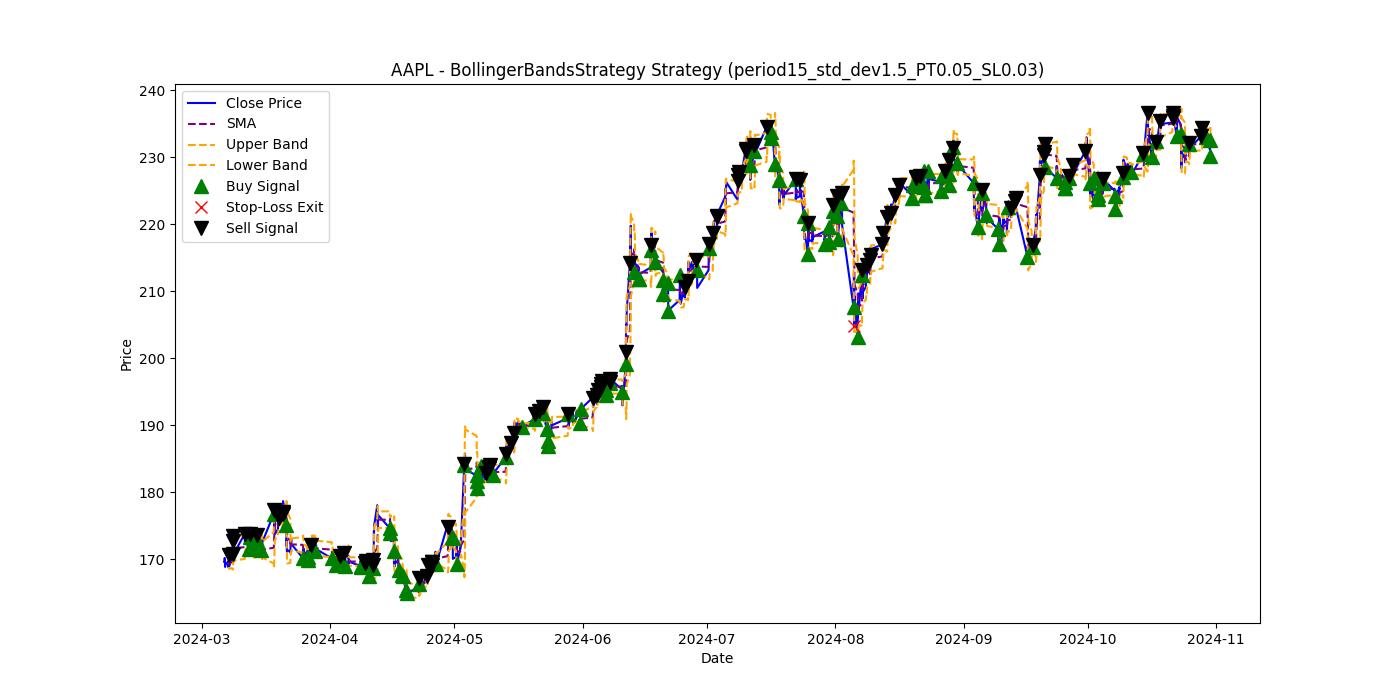 AAPL - BollingerBandsStrategy Strategy (period15_std_dev1.5_PT0.05_SL0.03)
Close Price
SMA
Upper Band
Lower Band
Buy Signal
Stop-Loss Exit
Sell Signal
Price
240
230
220
210
200
190
180
170
2024-03
2024-04
2024-05
2024-06
2024-07
2024-08
2024-09
2024-10
2024-11
Date